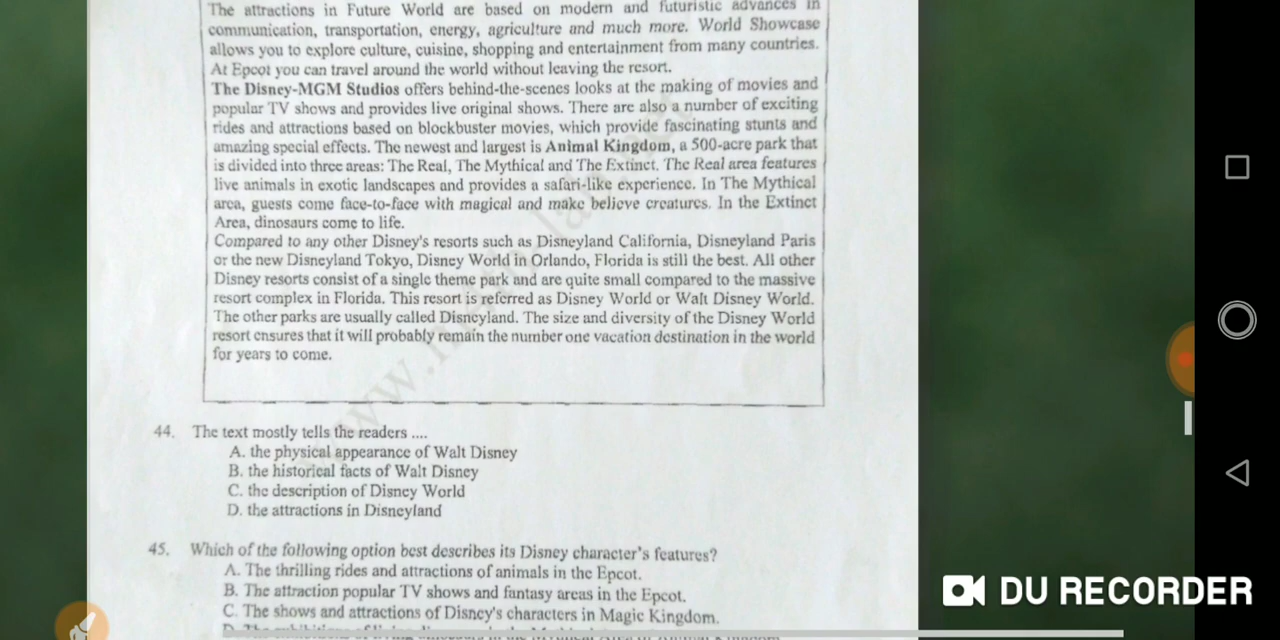 The attractions in Future World are based on modern and futuristic advances in
communication, transportation, energy, agriculture and much more. World Showcase
allows you to explore culture, cuisine, shopping and entertainment from many countries.
At Epcot you can travel around the world without leaving the resort.
The Disney-MGM Studios offers behind-the-scenes looks at the making of movies and
popular TV shows and provides live original shows. There are also a number of exciting
rides and attractions based on blockbuster movies, which provide fascinating stunts and
amazing special effects. The newest and largest is Animal Kingdom, a 500-acre park that
is divided into three areas: The Real, The Mythical and The Extinct. The Real area features
live animals in exotic landscapes and provides a safari-like experience. In The Mythical
area, guests come face-to-face with magical and make believe creatures. In the Extinct
Area, dinosaurs come to life.
Compared to any other Disney's resorts such as Disneyland California, Disneyland Paris
or the new Disneyland Tokyo, Disney World in Orlando, Florida is still the best. All other
Disney resorts consist of a single theme park and are quite small compared to the massive
resort complex in Florida. This resort is referred as Disney World or Walt Disney World.
The other parks are usually called Disneyland. The size and diversity of the Disney World
resort ensures that it will probably remain the number one vacation destination in the world
for years to come.
44. The text mostly tells the readers ....
A. the physical appearance of Walt Disney
B. the historical facts of Walt Disney
C. the description of Disney World
D. the attractions in Disneyland
45. Which of the following option best describes its Disney character's features?
A. The thrilling rides and attractions of animals in the Epcot.
B. The attraction popular TV shows and fantasy areas in the Epcot.
C. The shows and attractions of Disney's characters in Magic Kingdom.
DU RECORDER